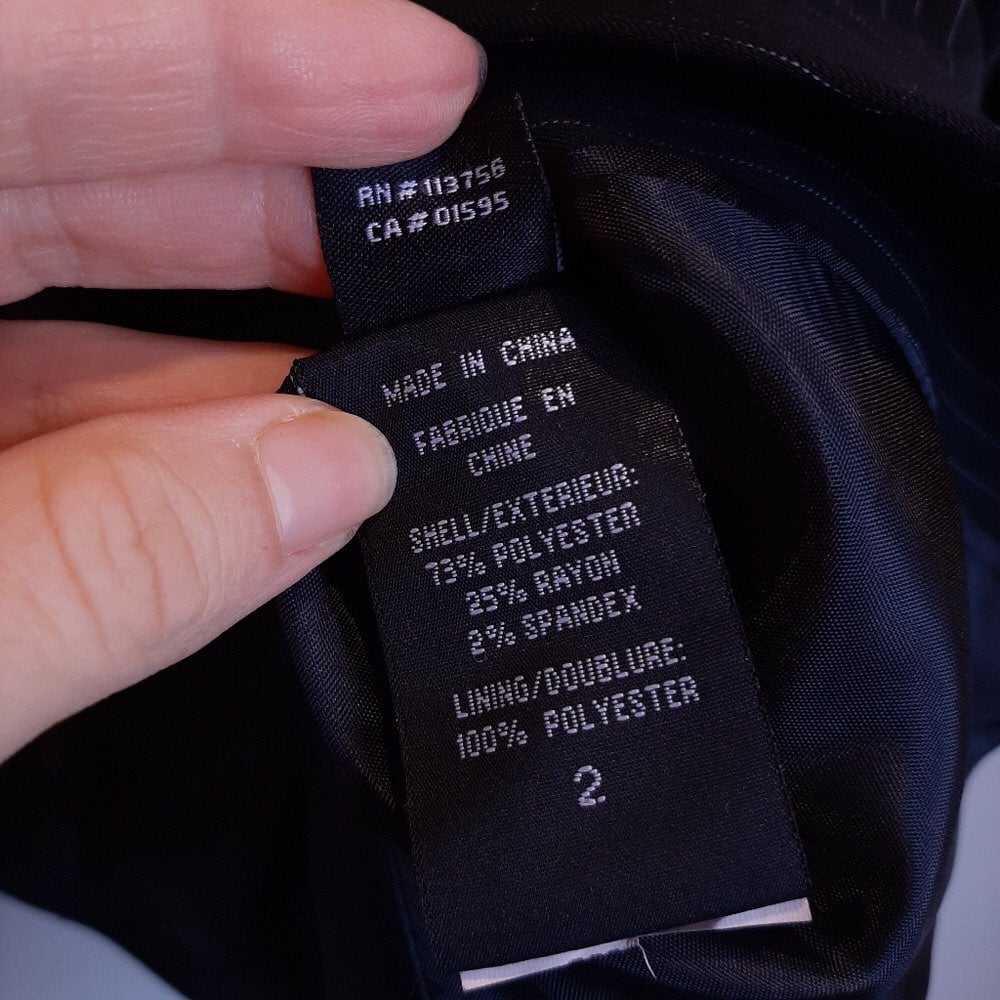 RN# 113756
CA# 01595
MADE IN CHINA
FABRIQUE EN
CHINE
SHELL/EXTERIEUR:
73% POLYESTER
25% RAYON
2% SPANDEX
LINING/DOUBLURE:
100% POLYESTER
2